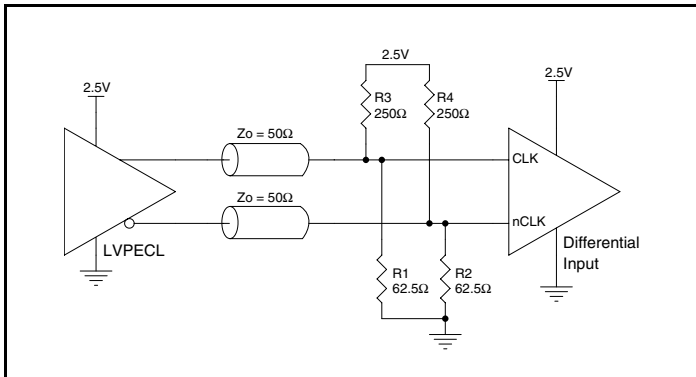 2.5V
2.5V
2.5V
R3
250Ω
R4
250Ω
Zo = 50Ω
CLK
Zo = 50Ω
nCLK
LVPECL
Differential
Input
R1
62.5Ω
R2
62.5Ω